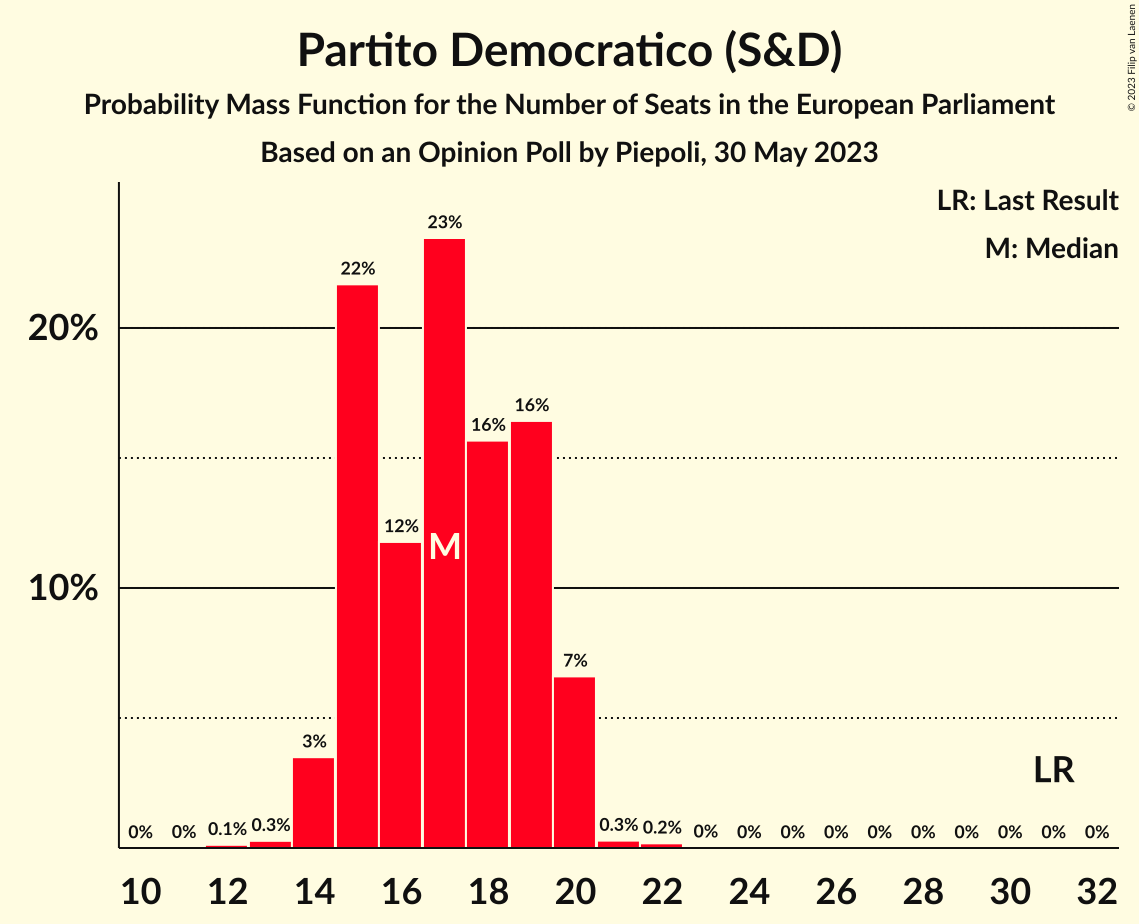 Partito Democratico (S&D)
Probability Mass Function for the Number of Seats in the European Parliament
Based on an Opinion Poll by Piepoli, 30 May 2023
© 2023 Filip van Laenen
LR: Last Result
M: Median
23%
22%
20%
16%
16%
12%
M
10%
7%
3%
LR
0% 0% 0.1% 0.3% 0.3% 0.2% 0% 0% 0% 0% 0% 0% 0% 0% 0% 0%
10 12 14 16 18 20 22 24 26 28 30 32